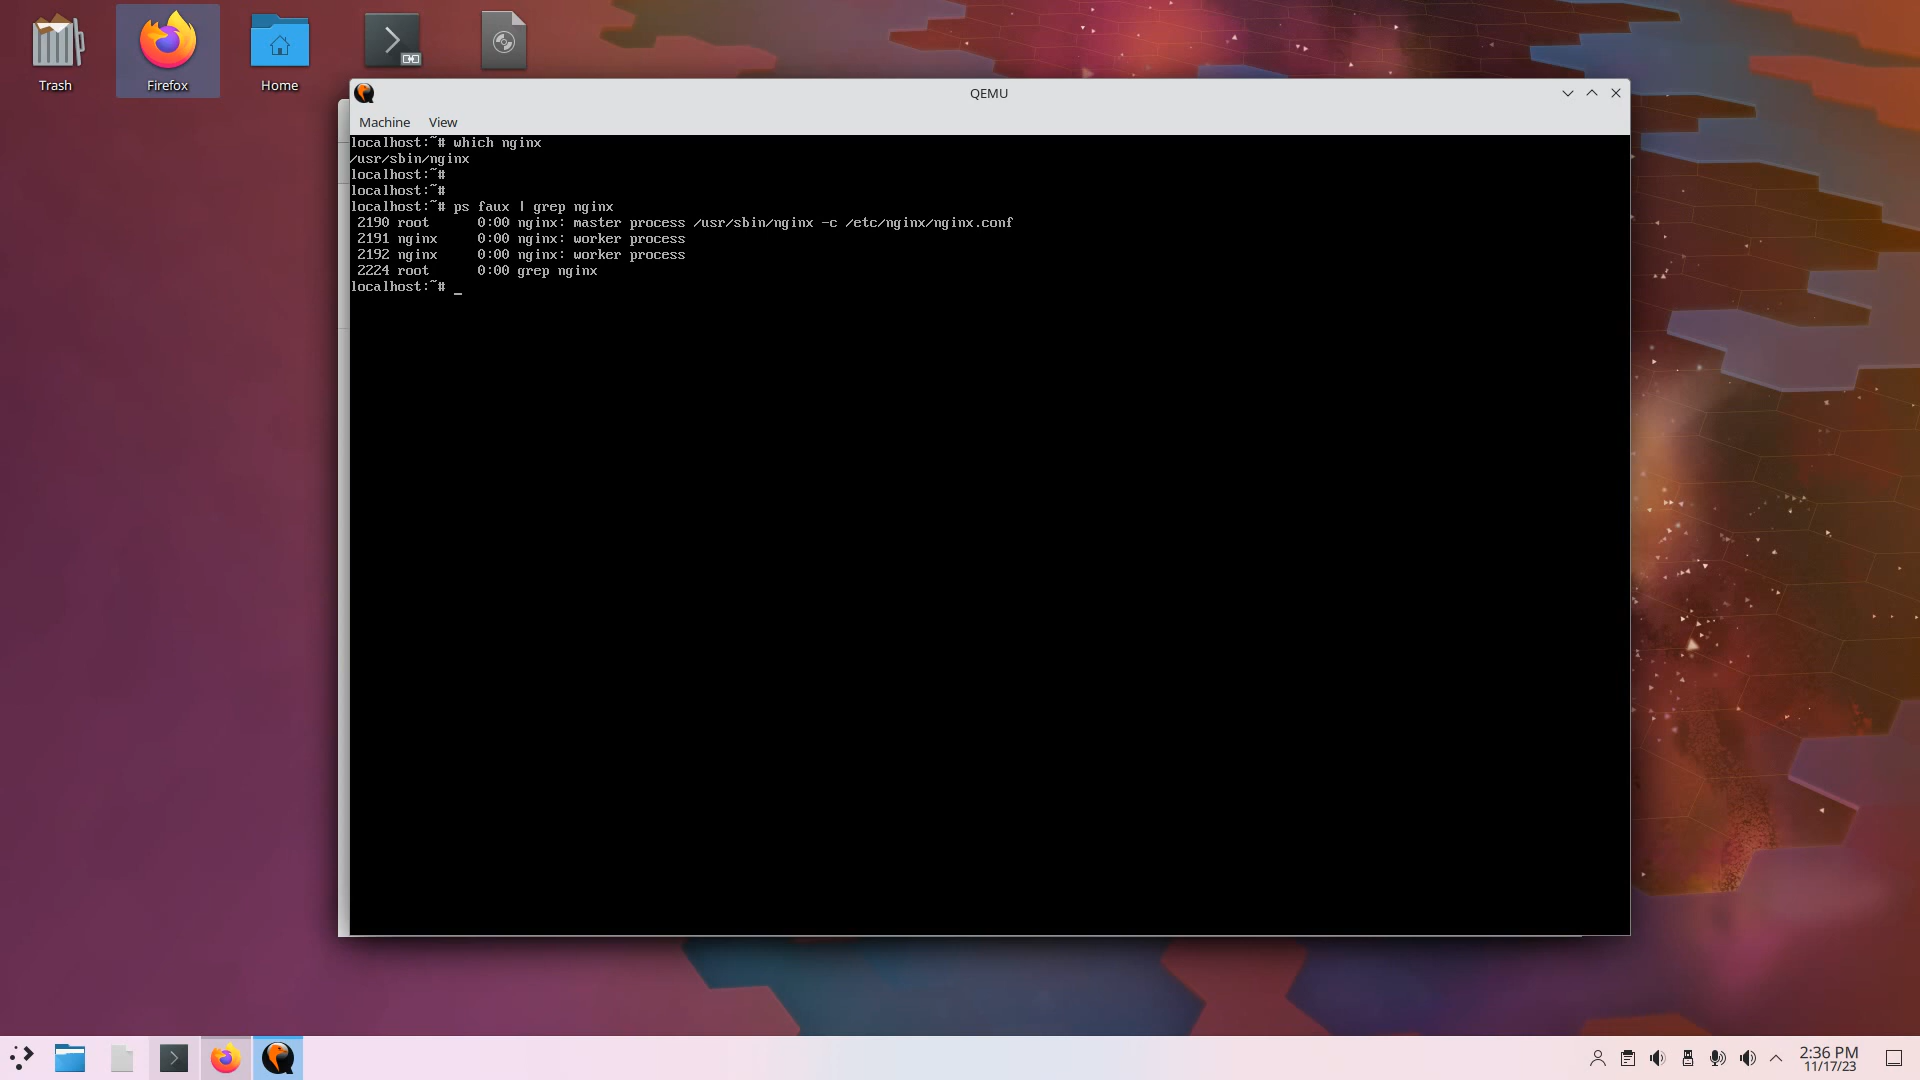 Trash
Firefox
Home
QEMU
Machine View
localhost:~# which nginx
/usr/sbin/nginx
localhost:~#
localhost:~#
localhost:~# ps faux | grep nginx
 2190 root      0:00 nginx: master process /usr/sbin/nginx -c /etc/nginx/nginx.conf
 2191 nginx     0:00 nginx: worker process
 2192 nginx     0:00 nginx: worker process
 2224 root      0:00 grep nginx
localhost:~# _
2:36 PM
11/17/23